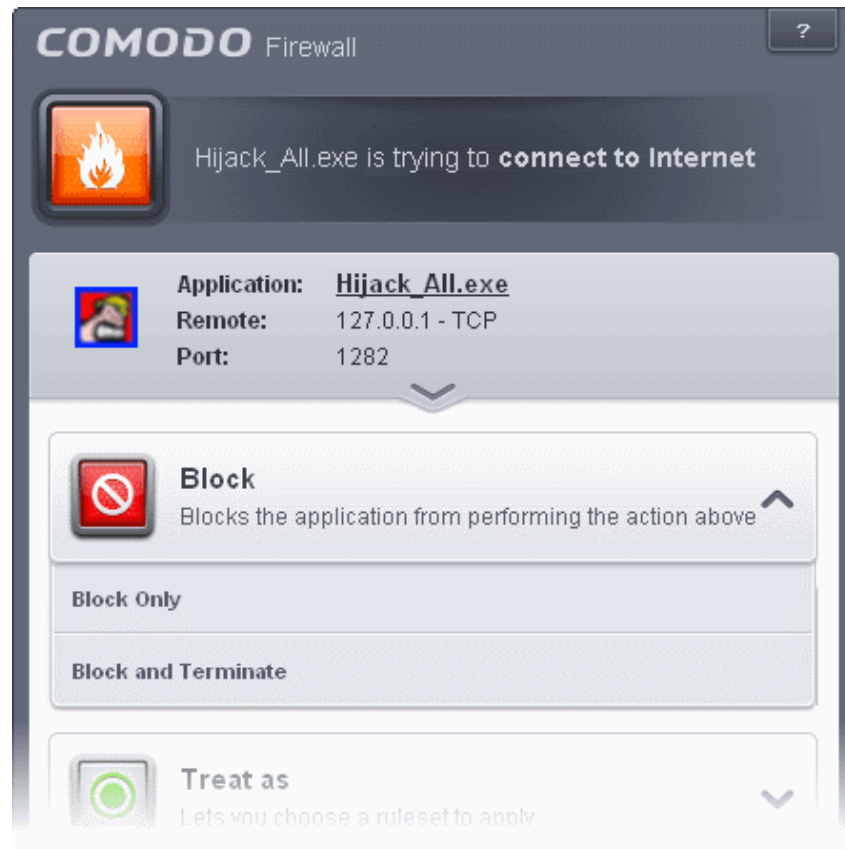 COMODO Firewall
?
Hijack_All.exe is trying to connect to Internet
Application: Hijack_All.exe
Remote: 127.0.0.1 - TCP
Port: 1282
Block
Blocks the application from performing the action above
Block Only
Block and Terminate
Treat as
Lets you choose a ruleset to apply